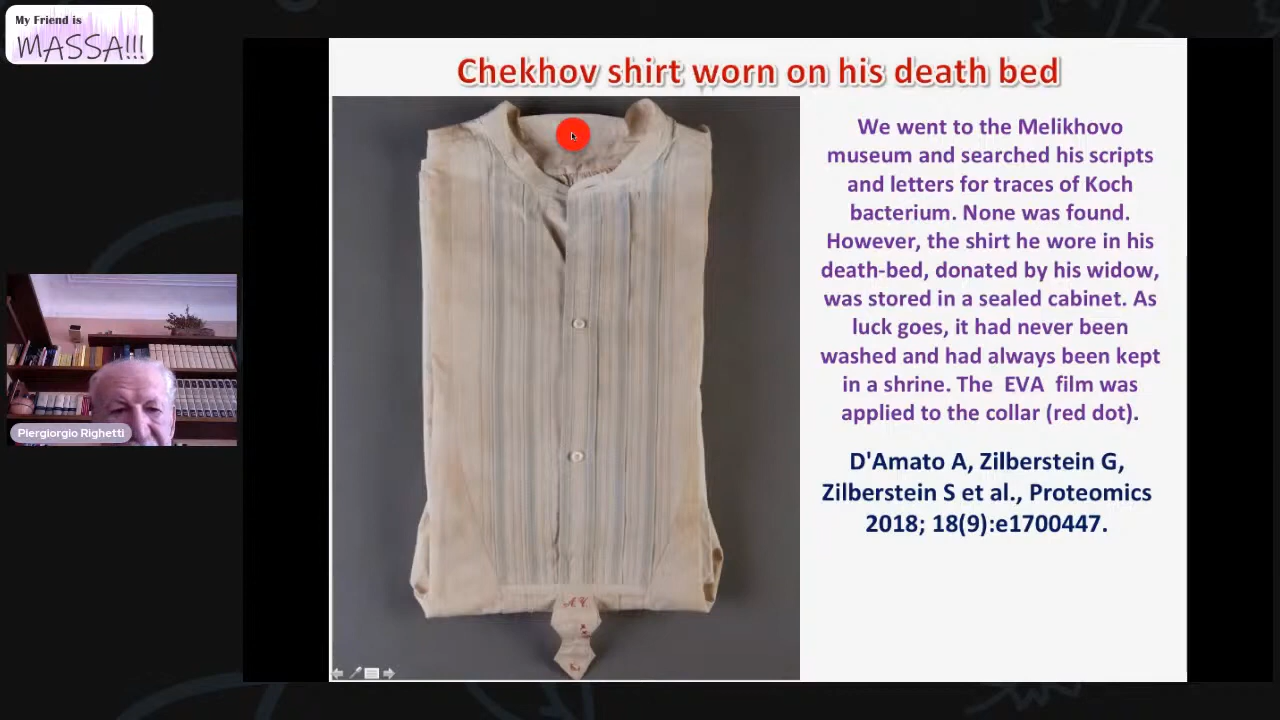 My Friend is
MASSA!!!
Chekhov shirt worn on his death bed
We went to the Melikhovo
museum and searched his scripts
and letters for traces of Koch
bacterium. None was found.
However, the shirt he wore in his
death-bed, donated by his widow,
was stored in a sealed cabinet. As
luck goes, it had never been
washed and had always been kept
in a shrine. The EVA film was
applied to the collar (red dot).
D'Amato A, Zilberstein G,
Zilberstein S et al., Proteomics
2018; 18(9):e1700447.
Piergiorgio Righetti